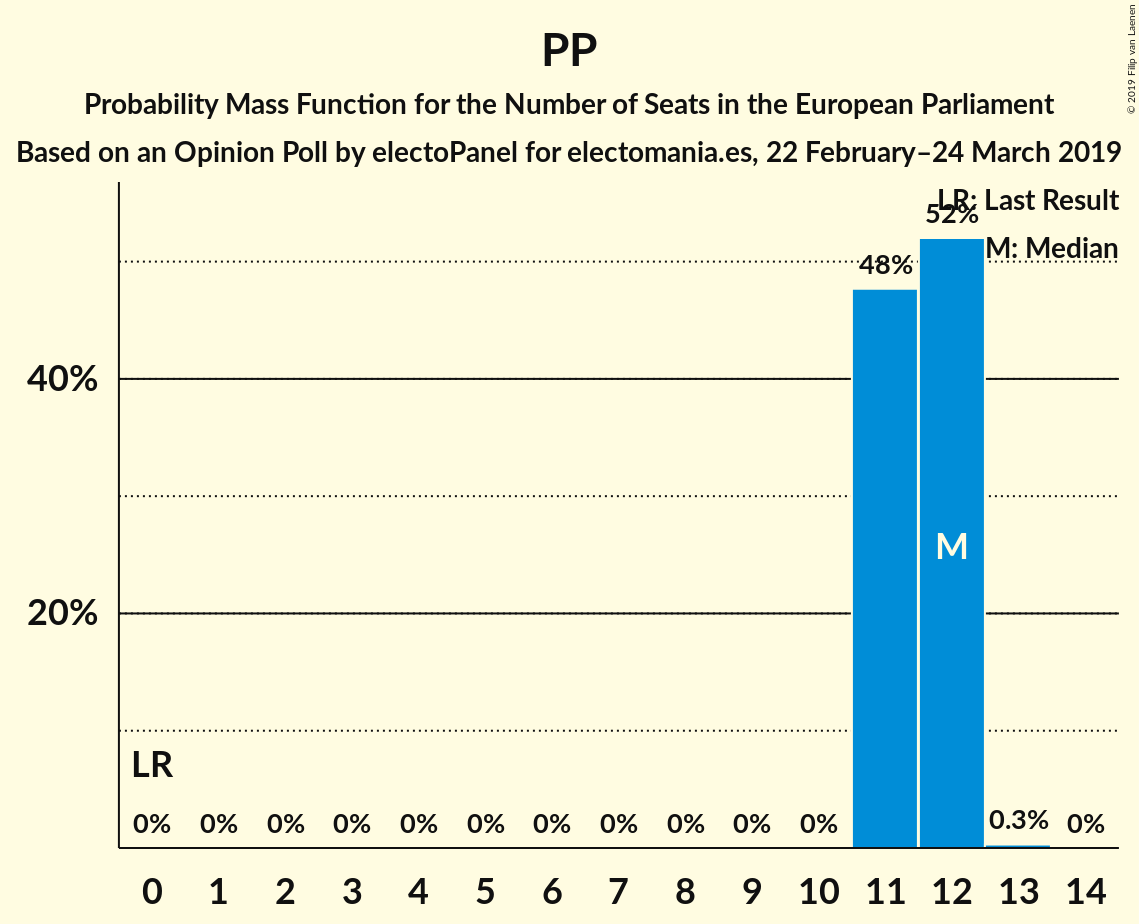 PP
Probability Mass Function for the Number of Seats in the European Parliament
Based on an Opinion Poll by electoPanel for electomania.es, 22 February–24 March 2019
© 2019 Filip van Laenen
LR: Last Result
M: Median
52%
48%
40%
M
20%
LR
0% 0% 0% 0% 0% 0% 0% 0% 0% 0% 0% 0.3% 0%
0 1 2 3 4 5 6 7 8 9 10 11 12 13 14